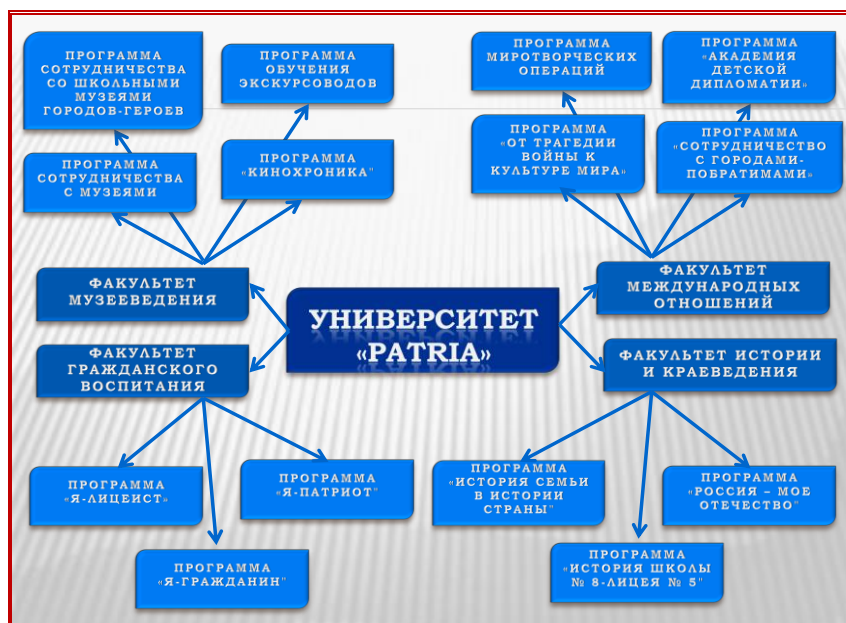 ПРОГРАММА
СОТРУДНИЧЕСТВА
СО ШКОЛЬНЫМИ
МУЗЕЯМИ
ГОРОДОВ-ГЕРОЕВ
ПРОГРАММА
ОБУЧЕНИЯ
ЭКСКУРСОВОДОВ
ПРОГРАММА
МИРОТВОРЧЕСКИХ
ОПЕРАЦИЙ
ПРОГРАММА
«АКАДЕМИЯ
ДЕТСКОЙ
ДИПЛОМАТИИ»
ПРОГРАММА
СОТРУДНИЧЕСТВА
С МУЗЕЯМИ
ПРОГРАММА
«КИНОХРОНИКА"
ПРОГРАММА
«ОТ ТРАГЕДИИ
ВОЙНЫ К
КУЛЬТУРЕ МИРА»
ПРОГРАММА
«СОТРУДНИЧЕСТВО
С ГОРОДАМИ-
ПОБРАТИМАМИ»
ФАКУЛЬТЕТ
МУЗЕЕВЕДЕНИЯ
ФАКУЛЬТЕТ
МЕЖДУНАРОДНЫХ
ОТНОШЕНИЙ
УНИВЕРСИТЕТ
«PATRIA»
ФАКУЛЬТЕТ
ГРАЖДАНСКОГО
ВОСПИТАНИЯ
ФАКУЛЬТЕТ ИСТОРИИ
И КРАЕВЕДЕНИЯ
ПРОГРАММА
«Я-ЛИЦЕИСТ»
ПРОГРАММА
«Я-ПАТРИОТ"
ПРОГРАММА
«ИСТОРИЯ СЕМЬИ
В ИСТОРИИ
СТРАНЫ"
ПРОГРАММА
«РОССИЯ – МОЕ
ОТЕЧЕСТВО"
ПРОГРАММА
«Я-ГРАЖДАНИН"
ПРОГРАММА
«ИСТОРИЯ ШКОЛЫ
№ 8-ЛИЦЕЯ № 5"